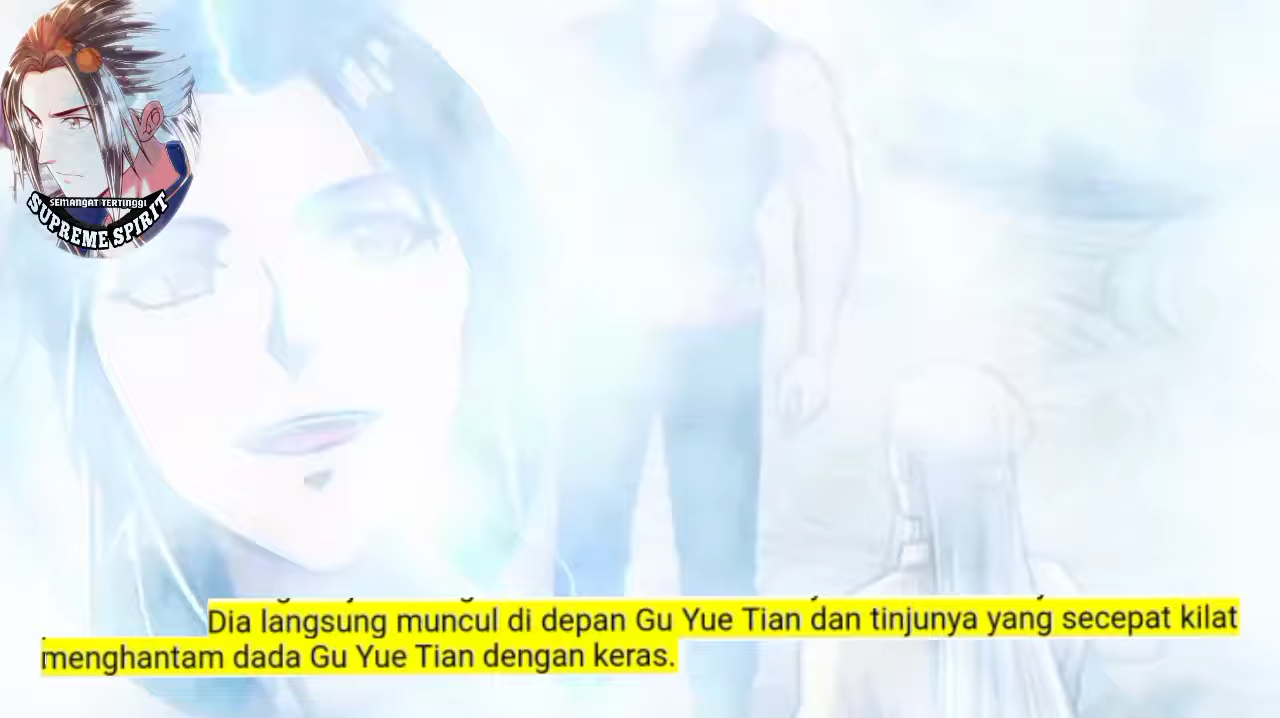 SEMANGAT TERTINGGI
SUPREME SPIRIT
Dia langsung muncul di depan Gu Yue Tian dan tinjunya yang secepat kilat
menghantam dada Gu Yue Tian dengan keras.